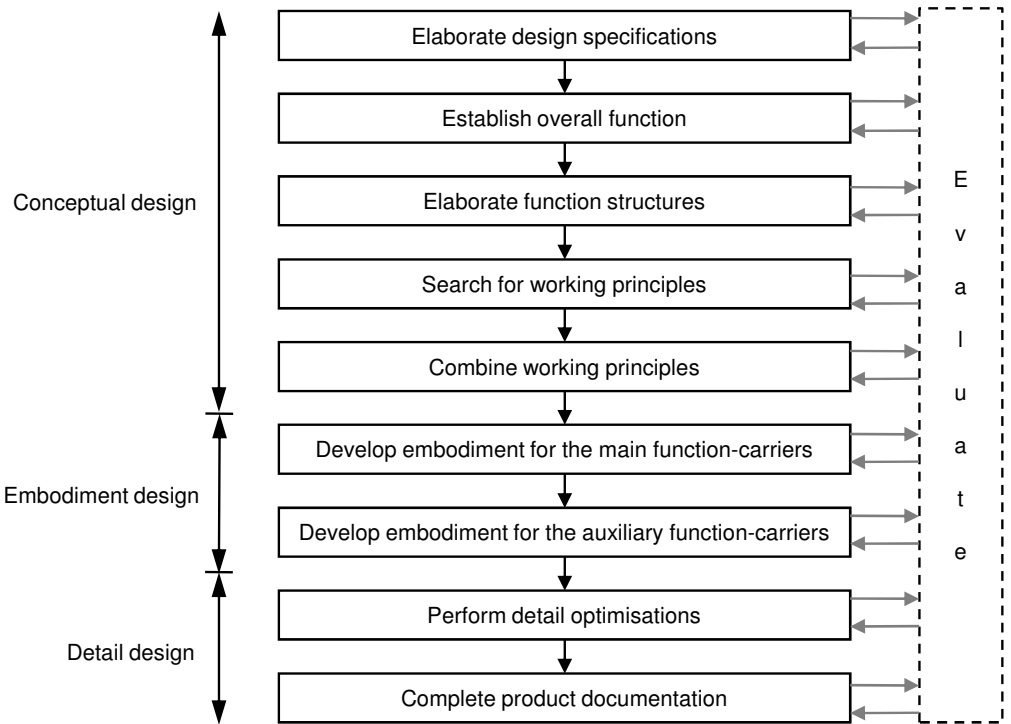 Elaborate design specifications
Establish overall function
Conceptual design
Elaborate function structures
Search for working principles
Combine working principles
Develop embodiment for the main function-carriers
Embodiment design
Develop embodiment for the auxiliary function-carriers
Perform detail optimisations
Detail design
Complete product documentation
E
v
a
l
u
a
t
e